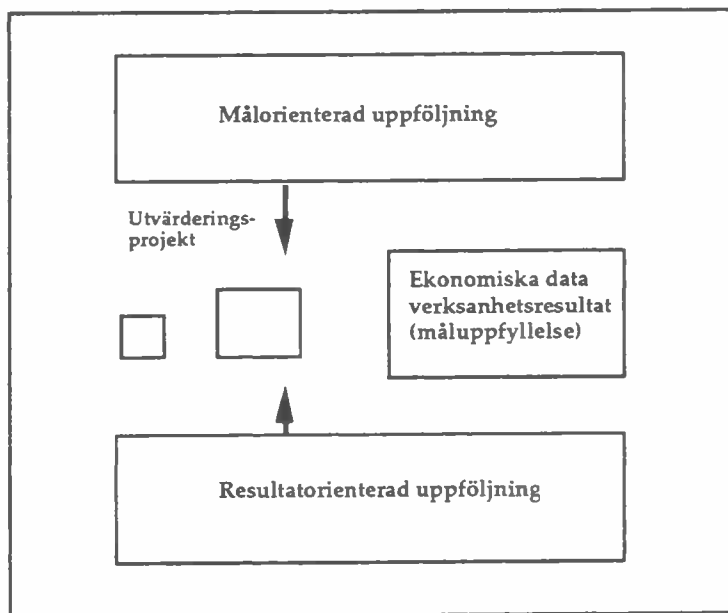 Målorienterad uppföljning
Utvärderings-
projekt
Ekonomiska data
verksanhetsresultat
(måluppfyllelse)
Resultatorienterad uppföljning